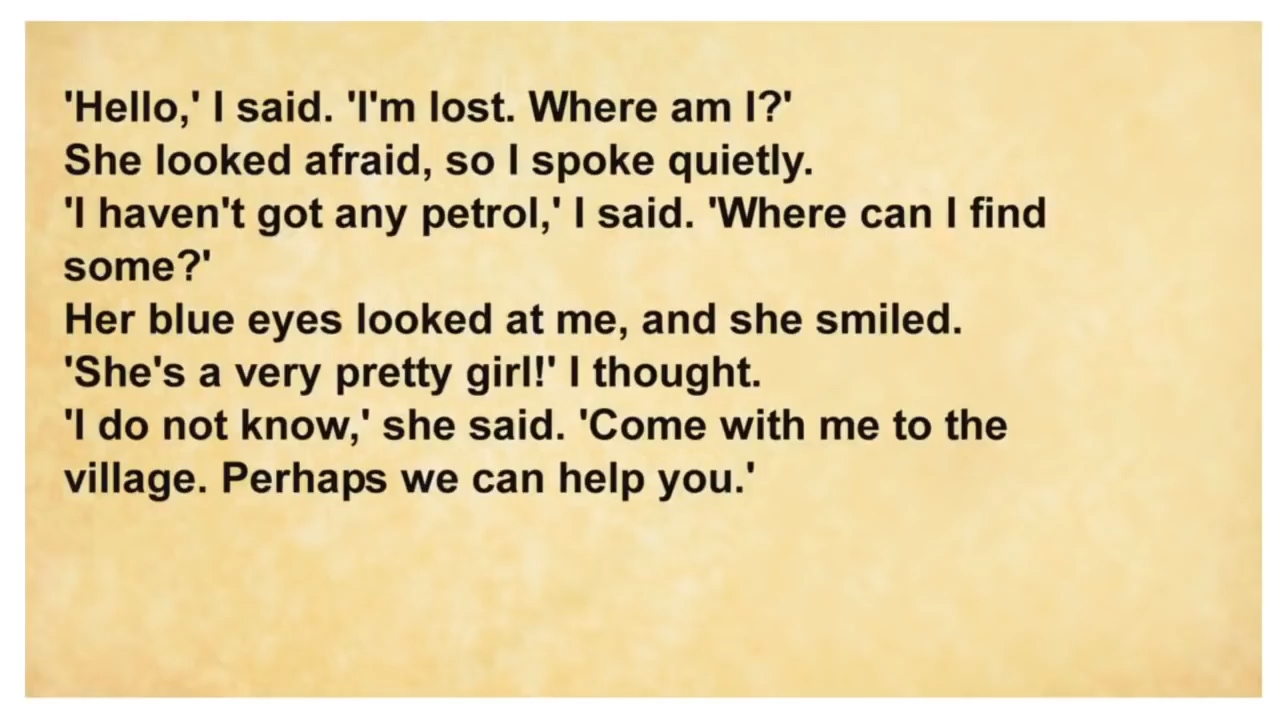 'Hello,' I said. 'I'm lost. Where am I?'
She looked afraid, so I spoke quietly.
'I haven't got any petrol,' I said. 'Where can I find
some?'
Her blue eyes looked at me, and she smiled.
'She's a very pretty girl!' I thought.
'I do not know,' she said. 'Come with me to the
village. Perhaps we can help you.'